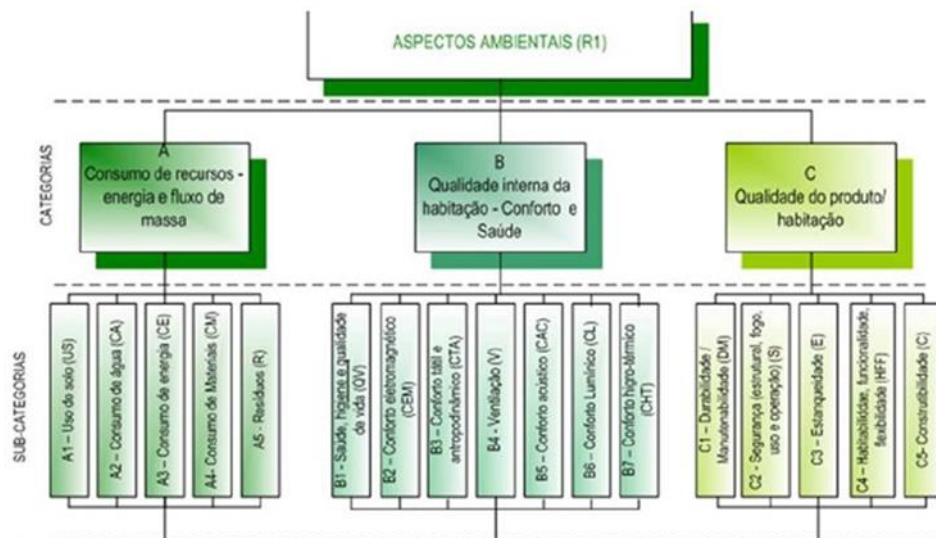 ASPECTOS AMBIENTAIS (R1)
CATEGORIAS
A
Consumo de recursos -
energia e fluxo de
massa
B
Qualidade interna da
habitação - Conforto e
Saúde
C
Qualidade do produto/
habitação
SUB-CATEGORIAS
A1 – Uso do solo (US)
A2 – Consumo de água (CA)
A3 – Consumo de energia (CE)
A4- Consumo de Materiais (CM)
A5 - Resíduos (R)
B1 - Saúde, higiene e qualidade
de vida (QV)
B2 – Conforto eletromagnético
(CEM)
B3 – Conforto tátil e
antropodinâmico (CTA)
B4 - Ventilação (V)
B5 – Conforto acústico (CAC)
B6 – Conforto Lumínico (CL)
B7 – Conforto higro-térmico
(CHT)
C1 – Durabilidade /
Manutenabilidade (DM)
C2 - Segurança (estrutural, fogo,
uso e operação) (S)
C3 – Estanqueidade (E)
C4 – Habitabilidae, funcionalidade,
flexibilidade (HFF)
C5- Construtibilidade (C)